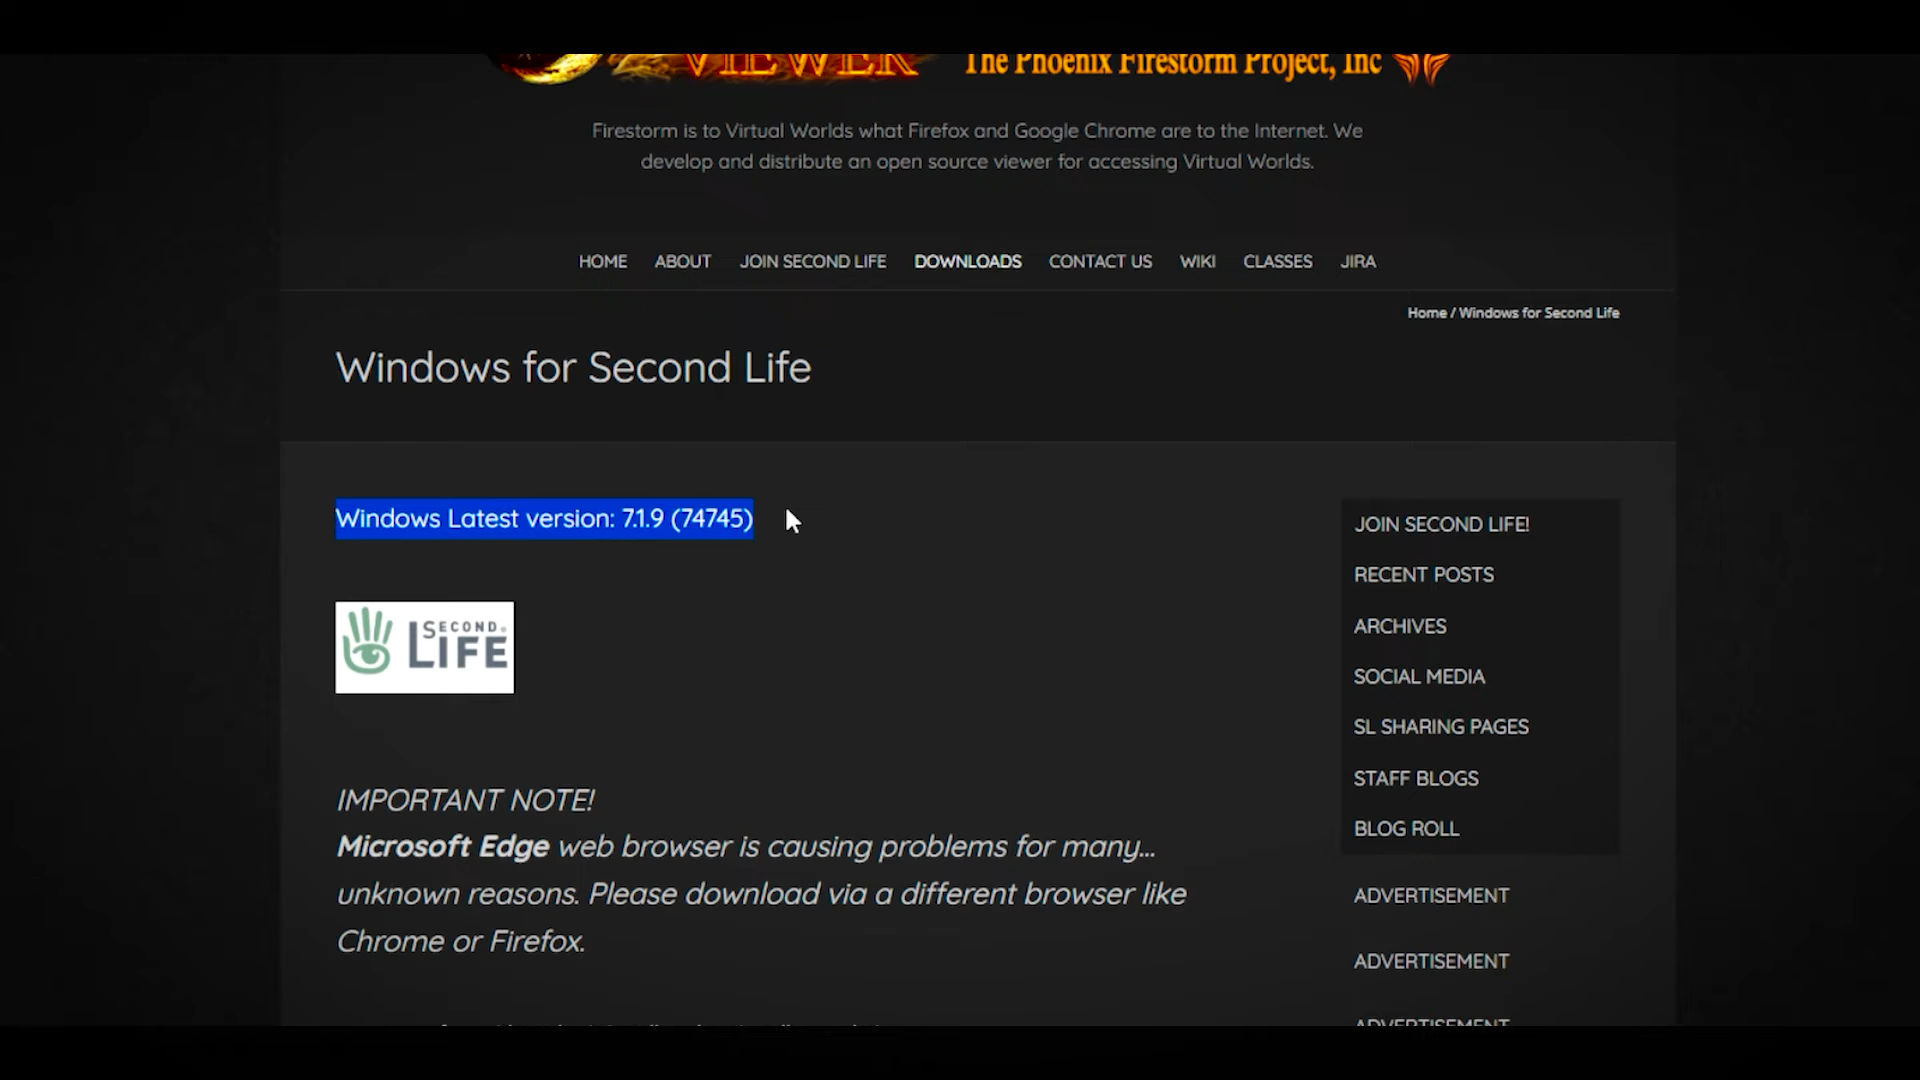 VIEWER The Phoenix Firestorm Project, Inc
Firestorm is to Virtual Worlds what Firefox and Google Chrome are to the Internet. We
develop and distribute an open source viewer for accessing Virtual Worlds.
HOME ABOUT JOIN SECOND LIFE DOWNLOADS CONTACT US WIKI CLASSES JIRA
Home / Windows for Second Life
Windows for Second Life
Windows Latest version: 7.1.9 (74745)
SECOND
LIFE
IMPORTANT NOTE!
Microsoft Edge web browser is causing problems for many...
unknown reasons. Please download via a different browser like
Chrome or Firefox.
JOIN SECOND LIFE!
RECENT POSTS
ARCHIVES
SOCIAL MEDIA
SL SHARING PAGES
STAFF BLOGS
BLOG ROLL
ADVERTISEMENT
ADVERTISEMENT
ADVERTISEMENT